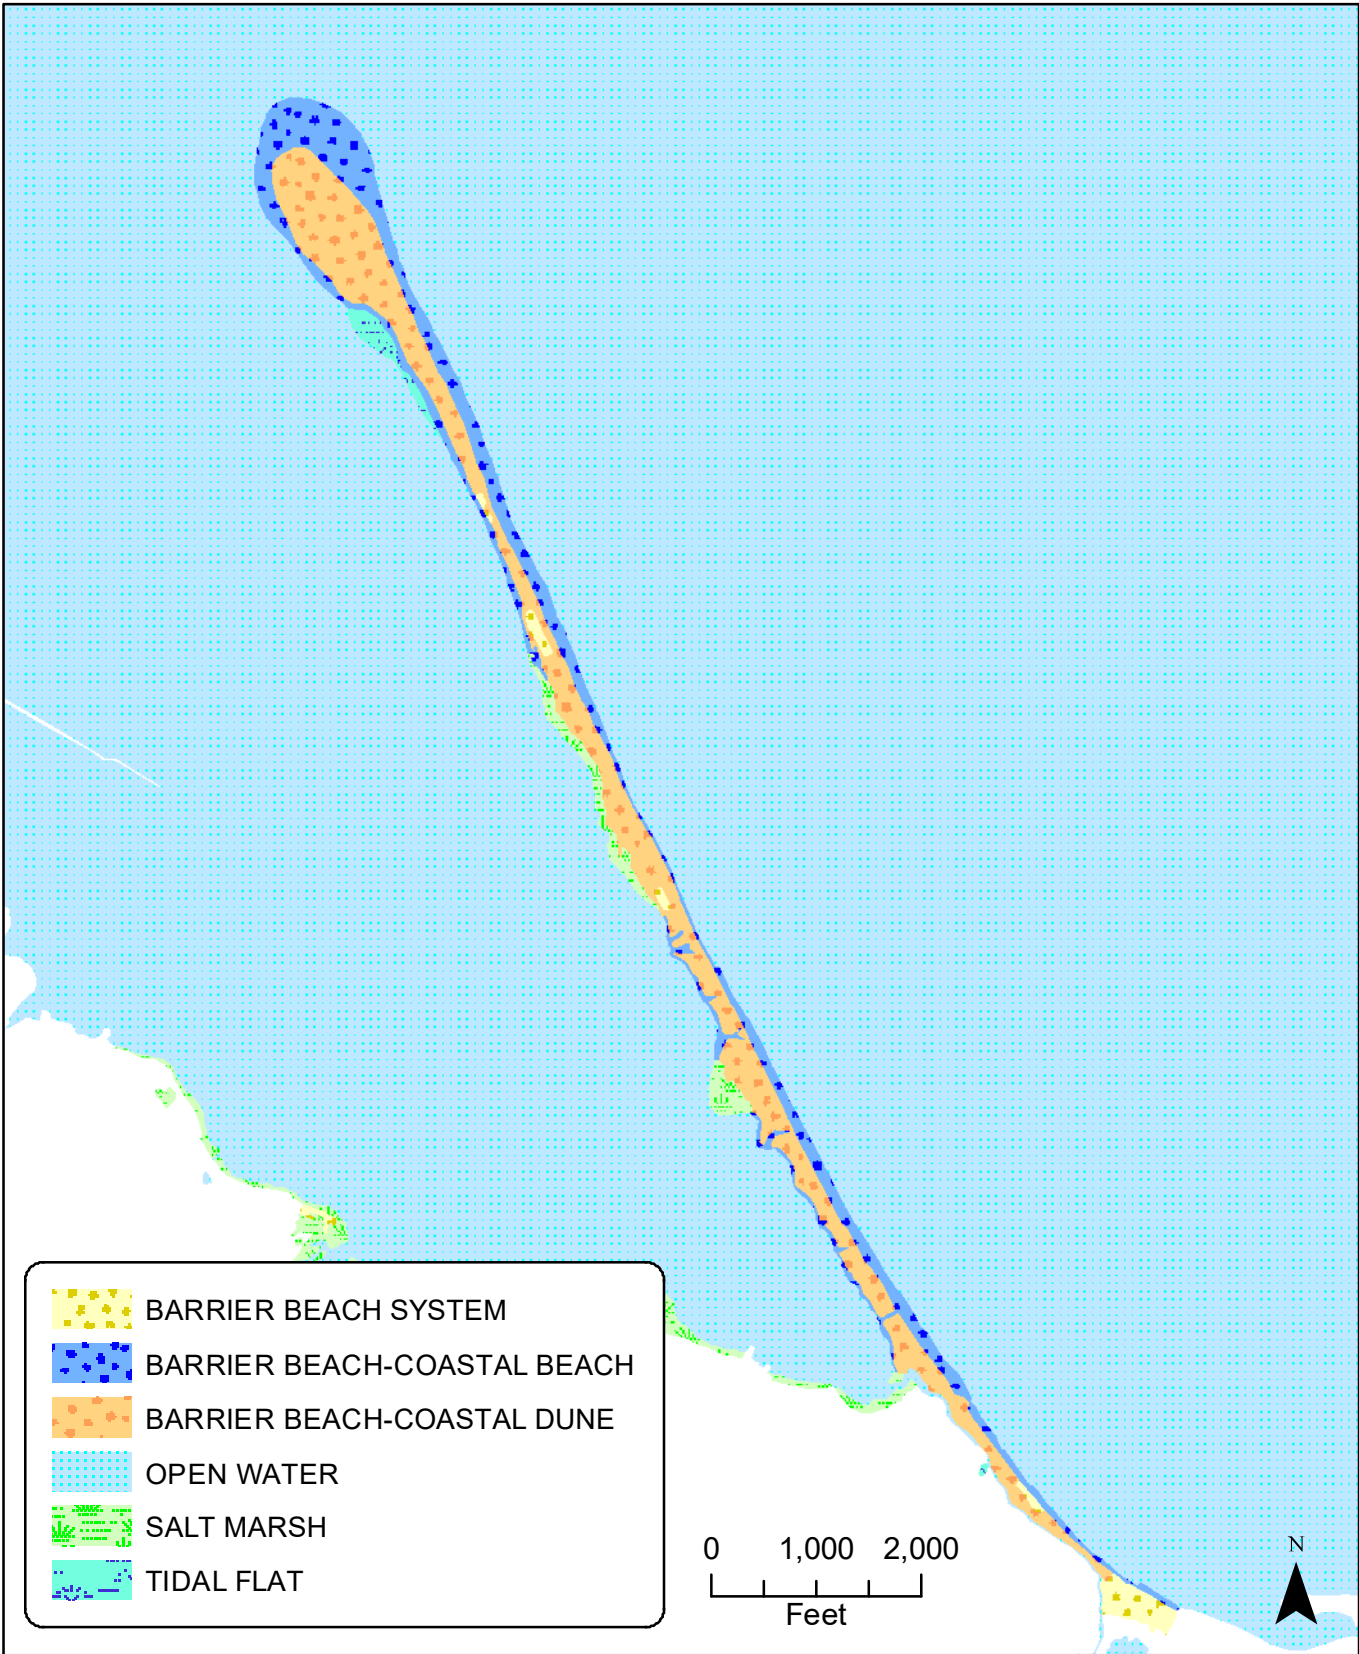 BARRIER BEACH SYSTEM
BARRIER BEACH-COASTAL BEACH
BARRIER BEACH-COASTAL DUNE
OPEN WATER
SALT MARSH
TIDAL FLAT
0 1,000 2,000
Feet
N